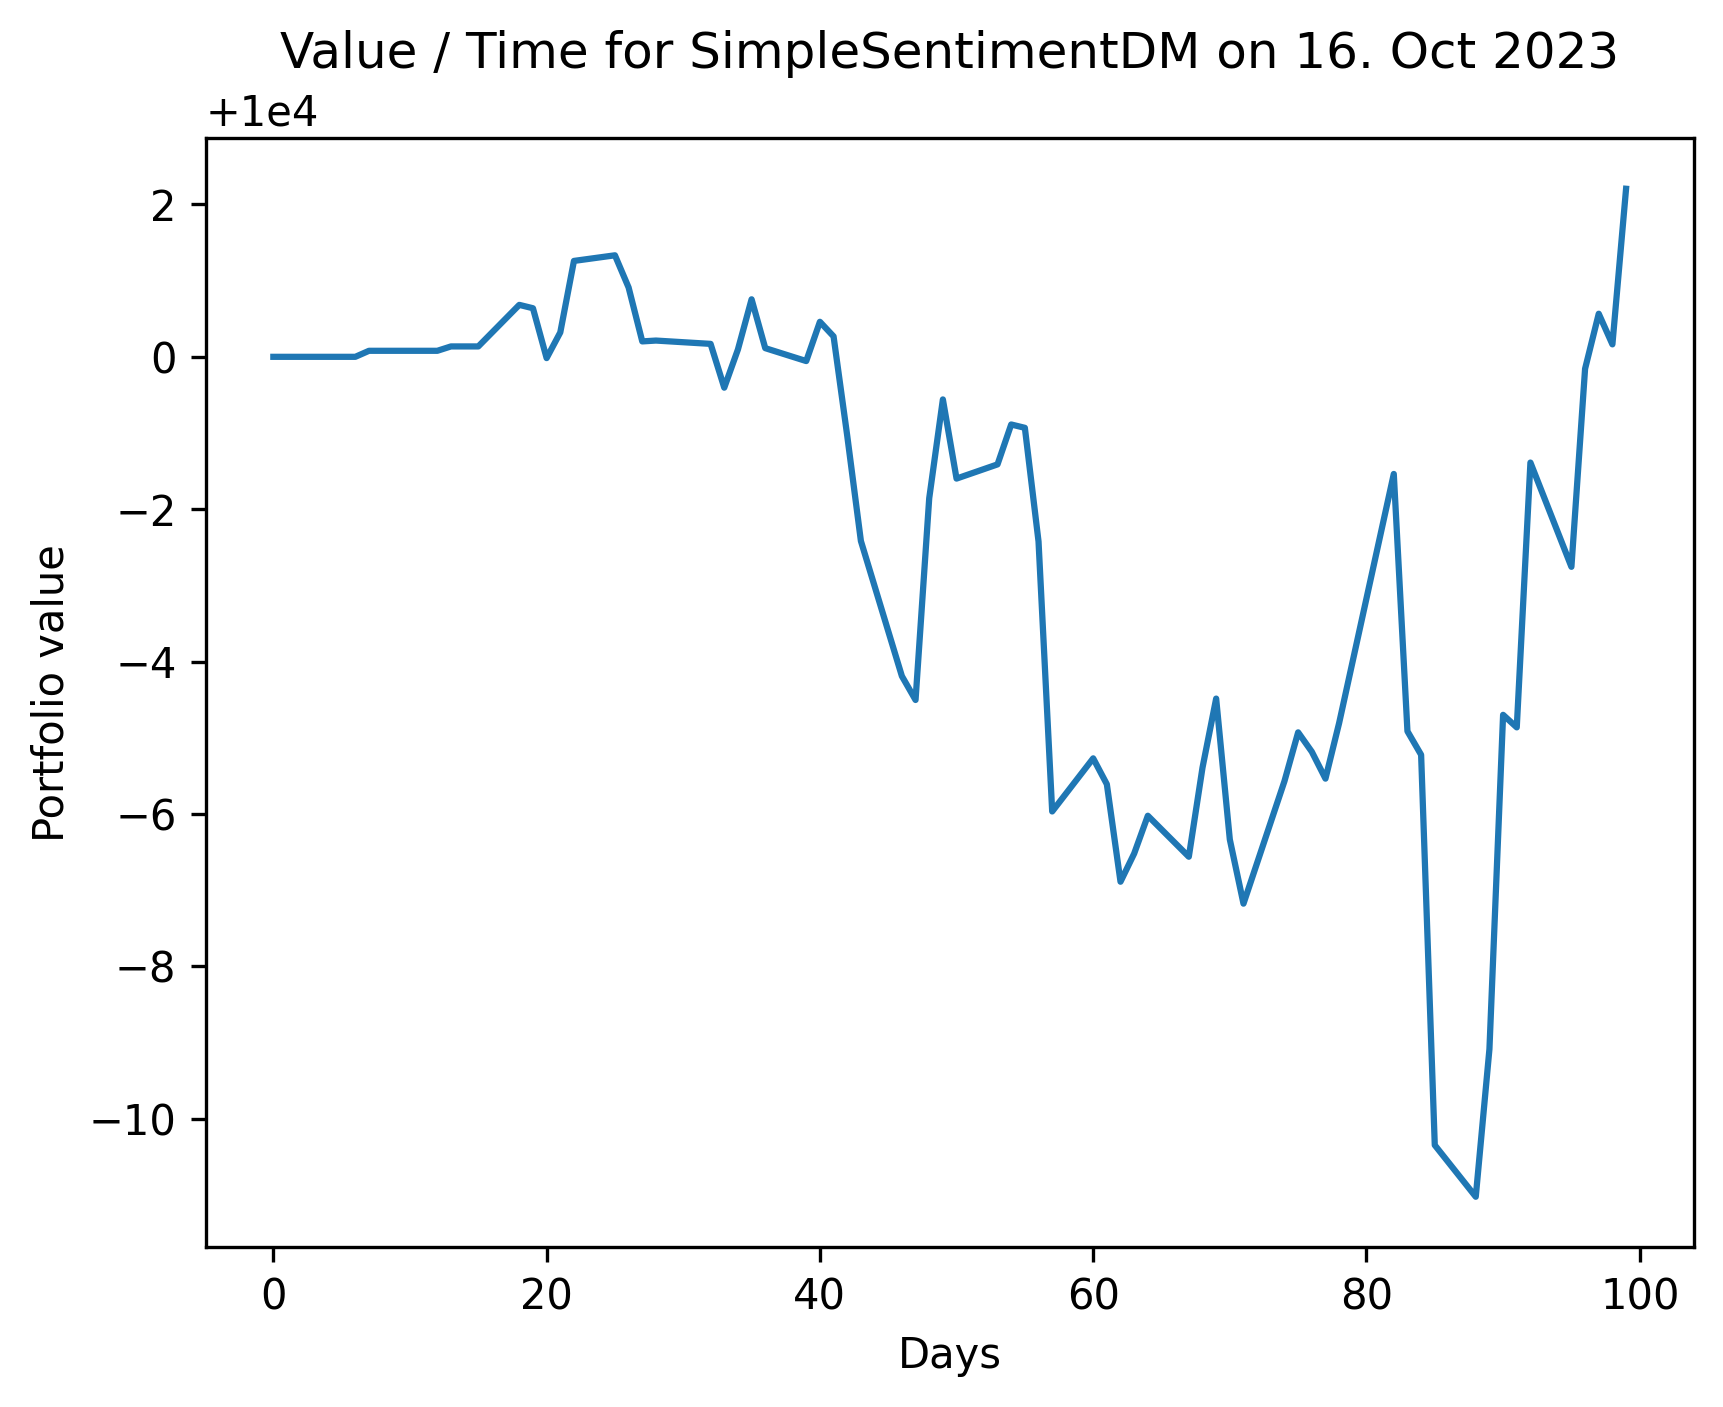 Value / Time for SimpleSentimentDM on 16. Oct 2023
+1e4
2
0
−2
−4
−6
−8
−10
Portfolio value
0 20 40 60 80 100
Days